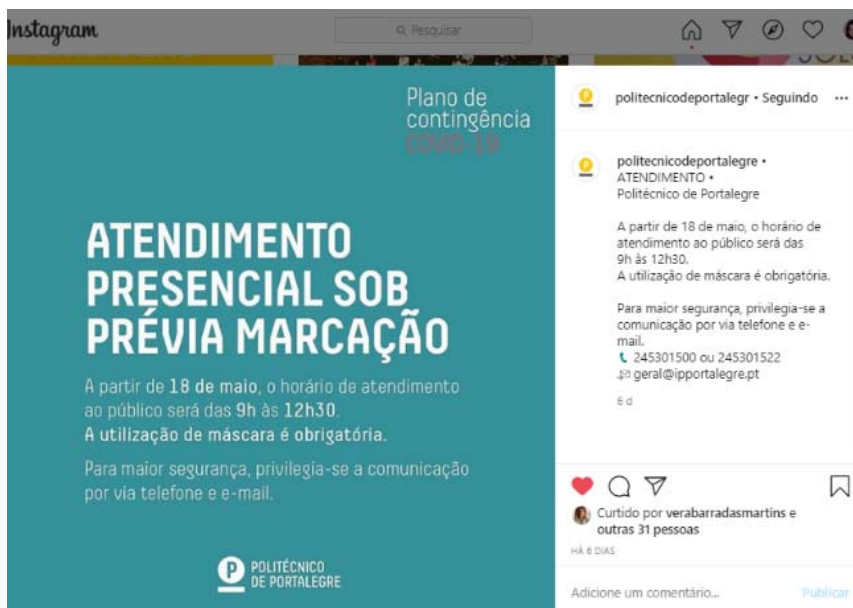 Instagram
Pesquisar
Plano de
contingência
COVID-19
ATENDIMENTO
PRESENCIAL SOB
PRÉVIA MARCAÇÃO
A partir de 18 de maio, o horário de atendimento
ao público será das 9h às 12h30.
A utilização de máscara é obrigatória.
Para maior segurança, privilegia-se a comunicação
por via telefone e e-mail.
P
POLITÉCNICO
DE PORTALEGRE
politecnicodeportalegr • Seguindo
politecnicodeportalegre •
ATENDIMENTO •
Politécnico de Portalegre
A partir de 18 de maio, o horário de
atendimento ao público será das
9h às 12h30.
A utilização de máscara é obrigatória.
Para maior segurança, privilegia-se a
comunicação por via telefone e e-
mail.
245301500 ou 245301522
geral@ipportalegre.pt
6 d
Curtido por verabarradasmartins e
outras 31 pessoas
HÁ 6 DIAS
Adicione um comentário...
Publicar